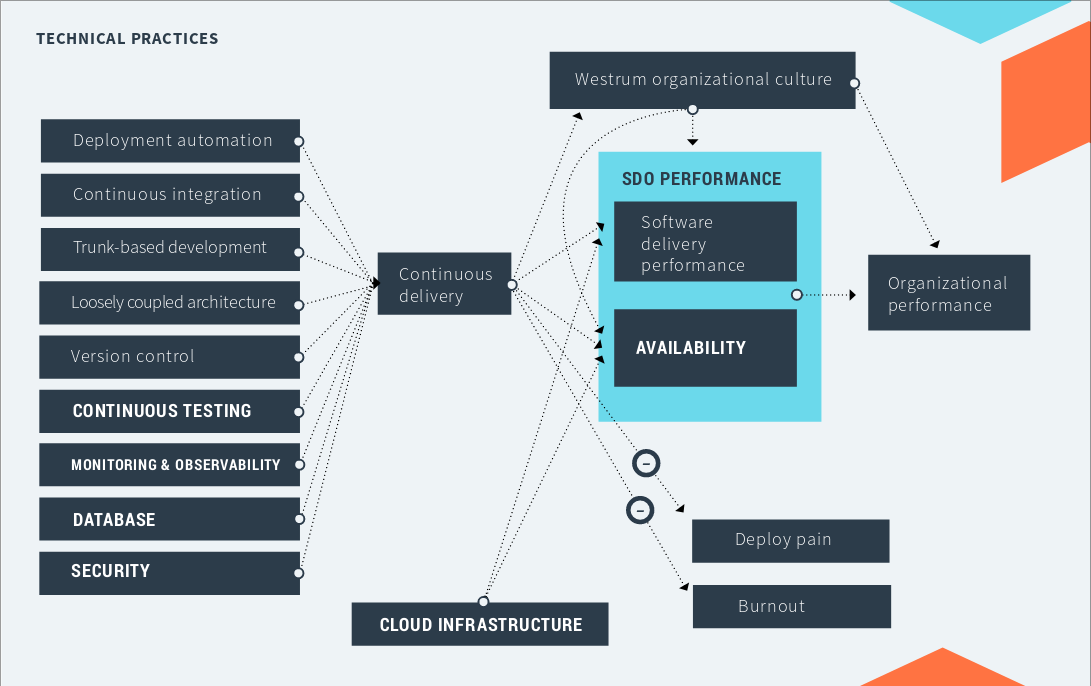 TECHNICAL PRACTICES
Westrum organizational culture
Deployment automation
Continuous integration
Trunk-based development
Loosely coupled architecture
Version control
CONTINUOUS TESTING
MONITORING & OBSERVABILITY
DATABASE
SECURITY
Continuous
delivery
SDO PERFORMANCE
Software
delivery
performance
AVAILABILITY
Organizational
performance
–
–
Deploy pain
Burnout
CLOUD INFRASTRUCTURE